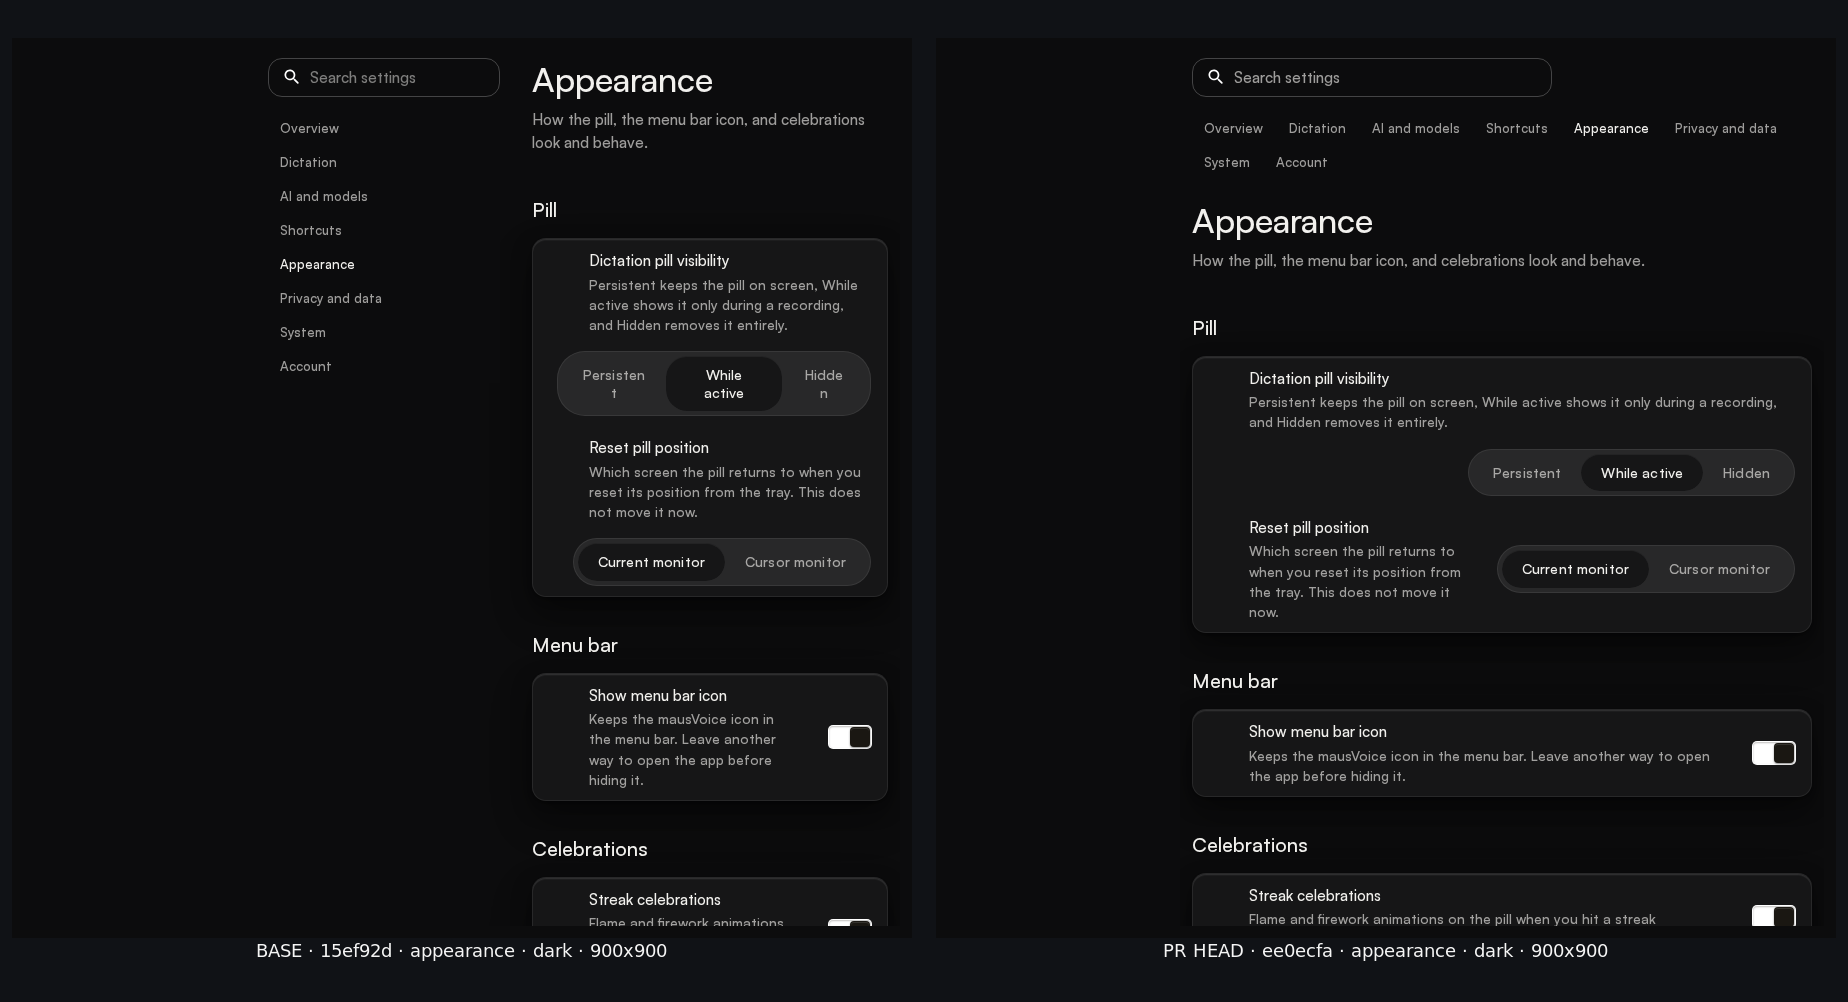 Search settings
Overview
Dictation
AI and models
Shortcuts
Appearance
Privacy and data
System
Account
Appearance
How the pill, the menu bar icon, and celebrations
look and behave.
Pill
Dictation pill visibility
Persistent keeps the pill on screen, While
active shows it only during a recording,
and Hidden removes it entirely.
Persisten
t
While
active
Hidde
n
Reset pill position
Which screen the pill returns to when you
reset its position from the tray. This does
not move it now.
Current monitor Cursor monitor
Menu bar
Show menu bar icon
Keeps the mausVoice icon in
the menu bar. Leave another
way to open the app before
hiding it.
Celebrations
Streak celebrations
Flame and firework animations
BASE · 15ef92d · appearance · dark · 900x900
Search settings
Overview Dictation AI and models Shortcuts Appearance Privacy and data
System Account
Appearance
How the pill, the menu bar icon, and celebrations look and behave.
Pill
Dictation pill visibility
Persistent keeps the pill on screen, While active shows it only during a recording,
and Hidden removes it entirely.
Persistent While active Hidden
Reset pill position
Which screen the pill returns to
when you reset its position from
the tray. This does not move it
now.
Current monitor Cursor monitor
Menu bar
Show menu bar icon
Keeps the mausVoice icon in the menu bar. Leave another way to open
the app before hiding it.
Celebrations
Streak celebrations
Flame and firework animations on the pill when you hit a streak
PR HEAD · ee0ecfa · appearance · dark · 900x900